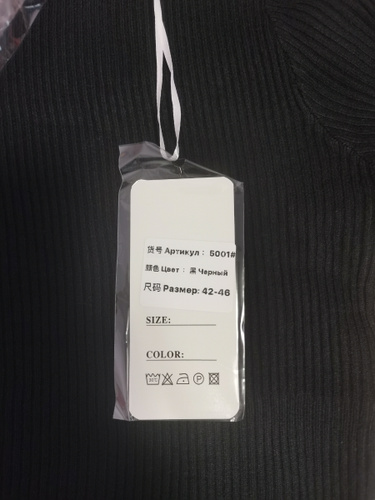 货号 Артикул： 5001#
颜色 Цвет： 黑 Черный
尺码 Размер: 42-46
SIZE:
COLOR: